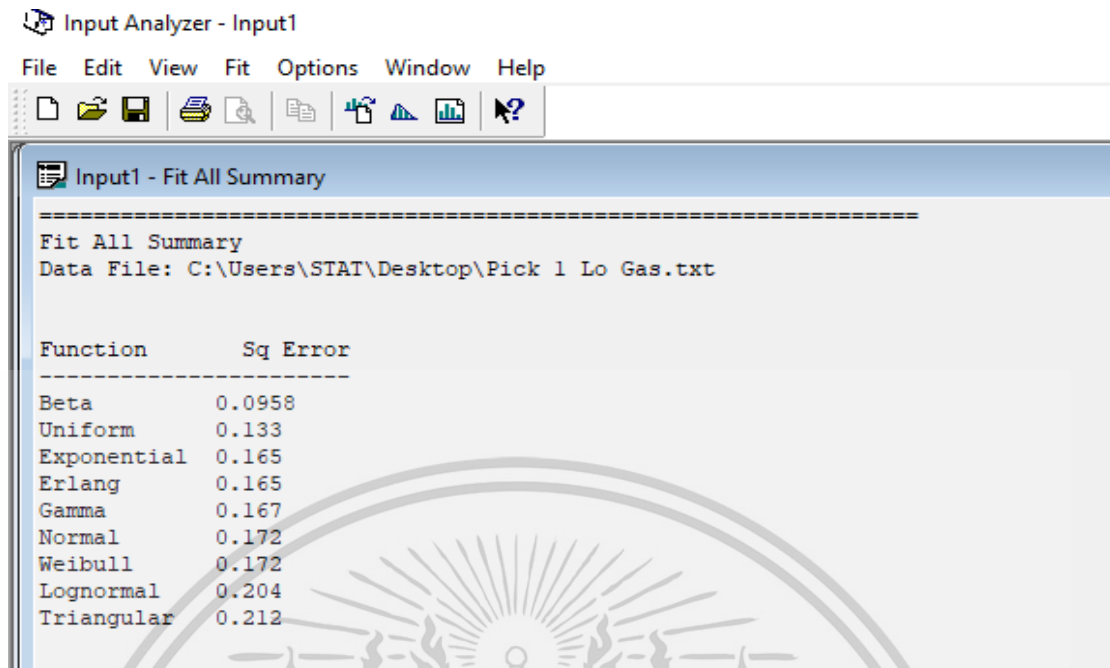 Input Analyzer - Input1
File Edit View Fit Options Window Help
Input1 - Fit All Summary
=================================================================
Fit All Summary
Data File: C:\Users\STAT\Desktop\Pick 1 Lo Gas.txt
Function Sq Error
-----------------------
Beta 0.0958
Uniform 0.133
Exponential 0.165
Erlang 0.165
Gamma 0.167
Normal 0.172
Weibull 0.172
Lognormal 0.204
Triangular 0.212